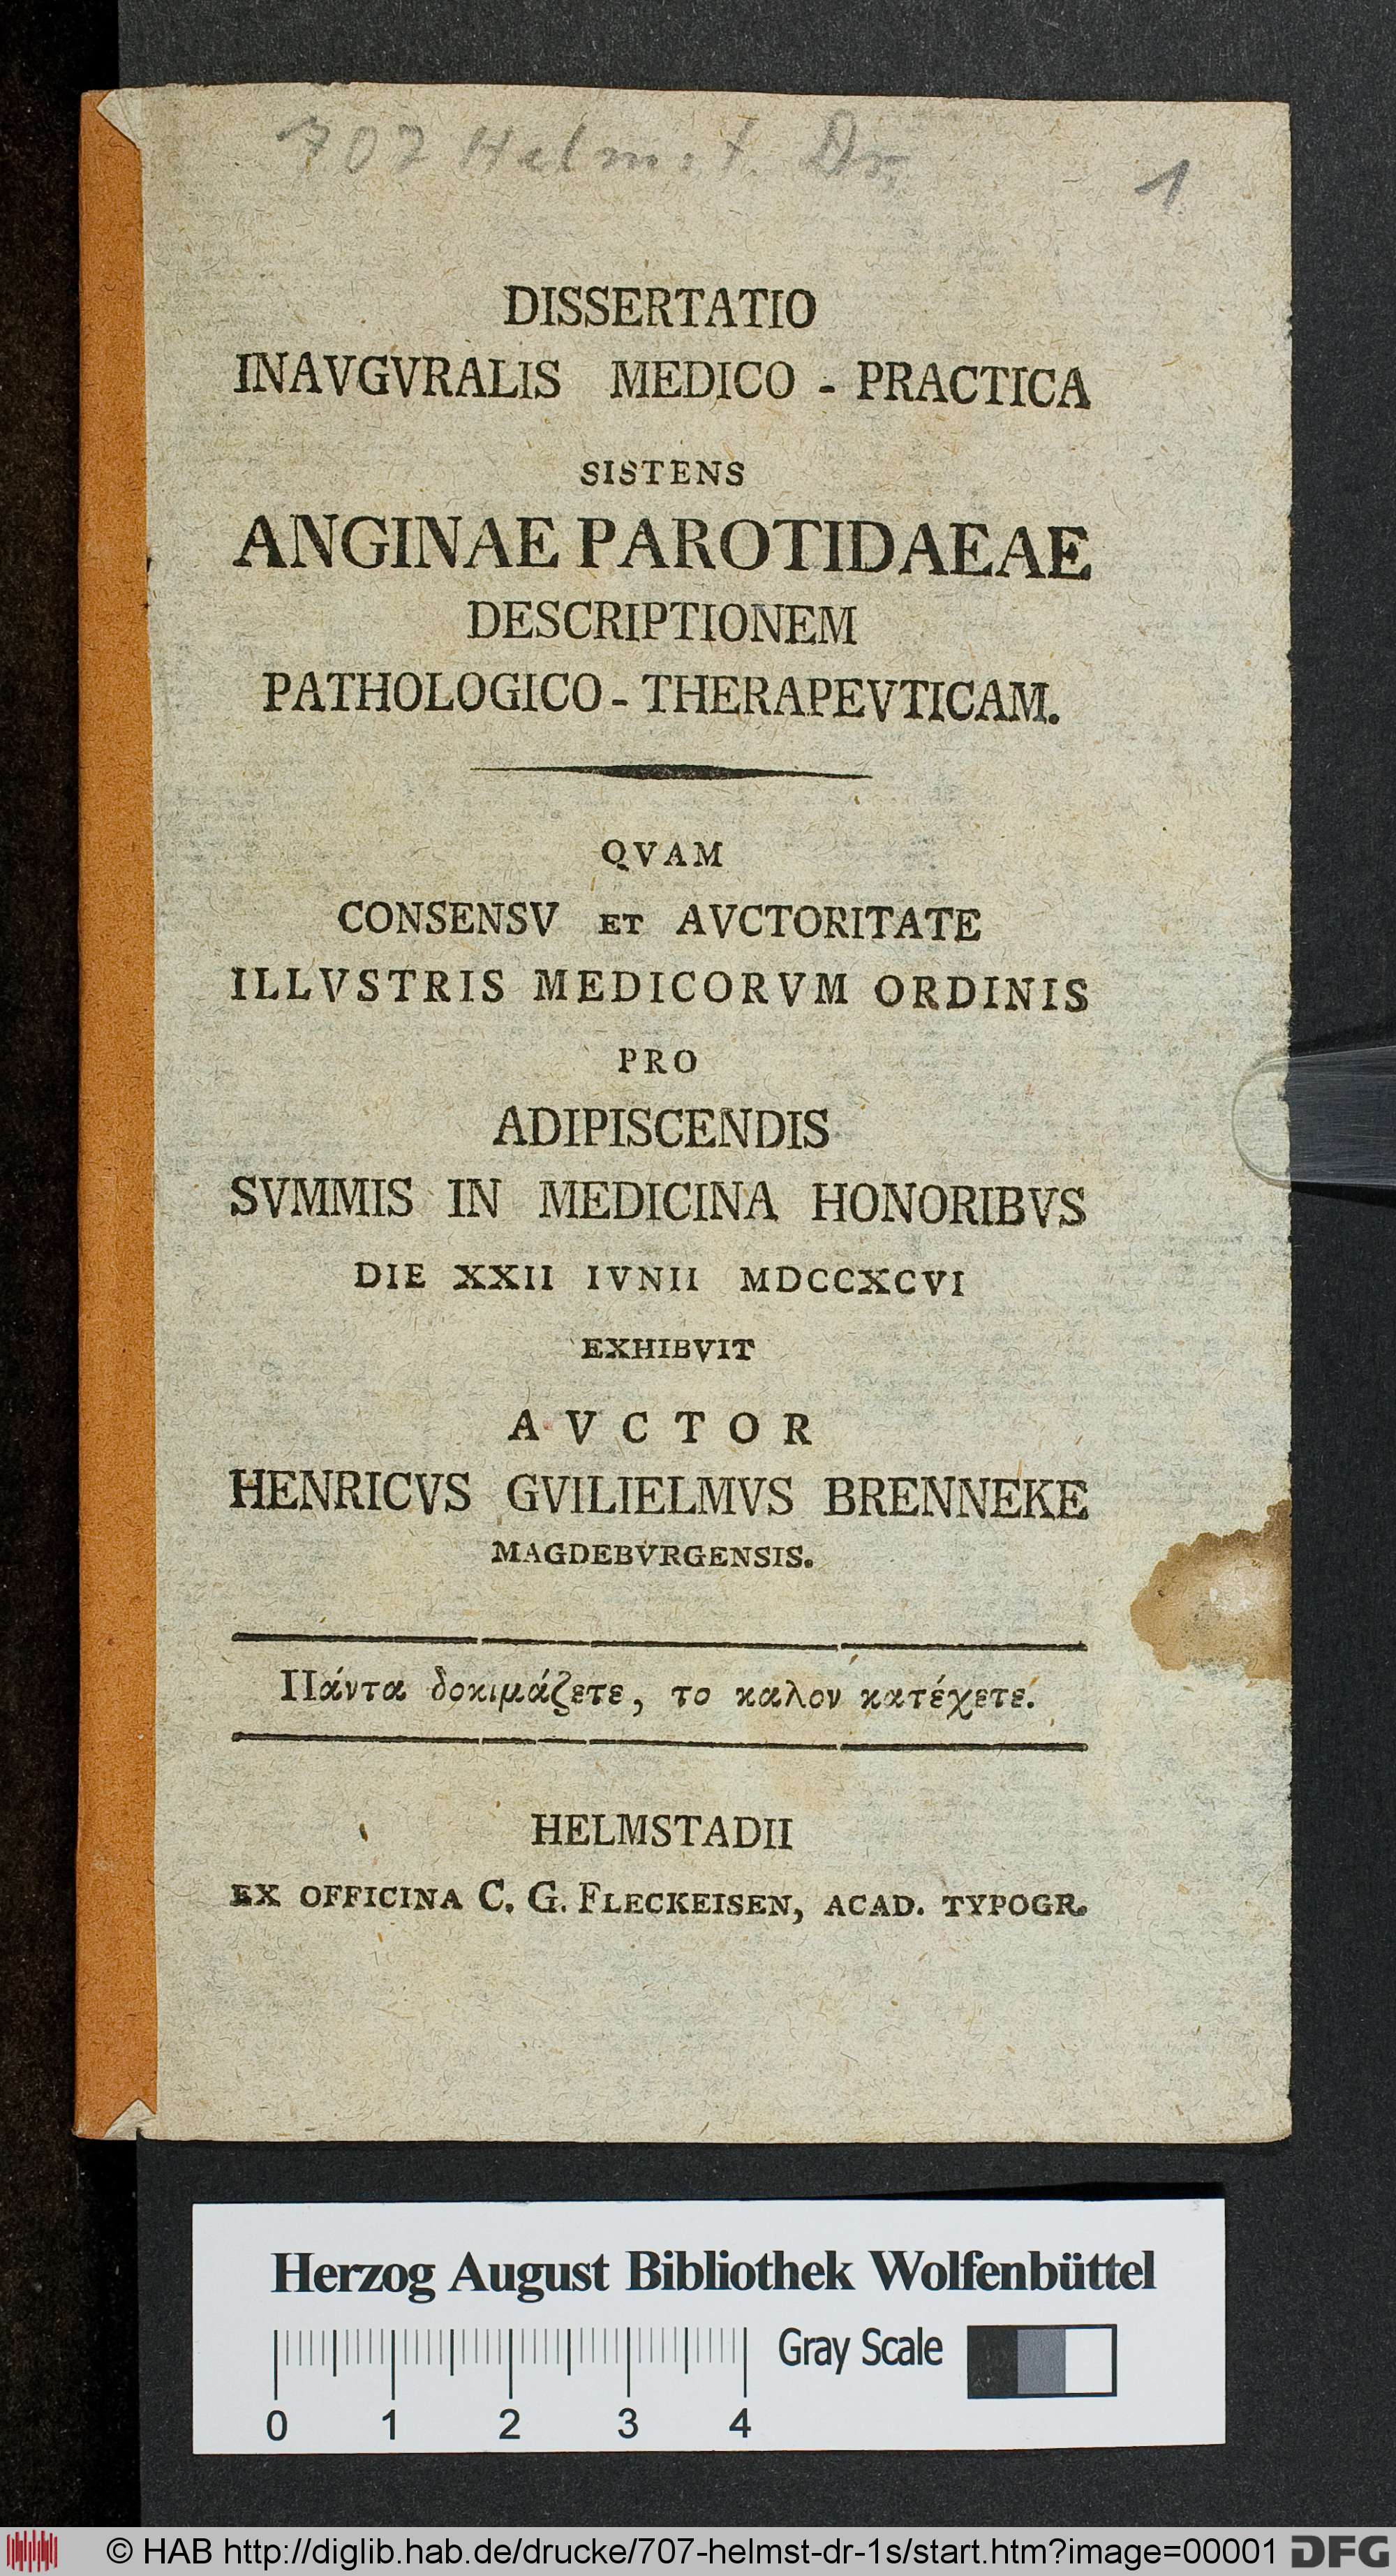 707 Helmst. Dr.
1
DISSERTATIO
INAVGVRALIS MEDICO - PRACTICA
SISTENS
ANGINAE PAROTIDAEAE
DESCRIPTIONEM
PATHOLOGICO - THERAPEVTICAM.
QVAM
CONSENSV ET AVCTORITATE
ILLVSTRIS MEDICORVM ORDINIS
PRO
ADIPISCENDIS
SVMMIS IN MEDICINA HONORIBVS
DIE XXII IVNII MDCCXCVI
EXHIBVIT
AVCTOR
HENRICVS GVILIELMVS BRENNEKE
MAGDEBVRGENSIS.
Πάντα δοκιμάζετε, το καλον κατέχετε.
HELMSTADII
EX OFFICINA C. G. FLECKEISEN, ACAD. TYPOGR.
Herzog August Bibliothek Wolfenbüttel
Gray Scale
0 1 2 3 4
© HAB http://diglib.hab.de/drucke/707-helmst-dr-1s/start.htm?image=00001 DFG